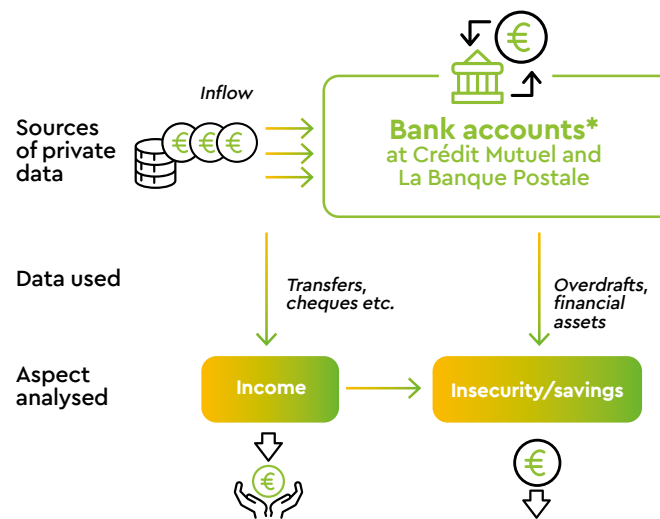 Inflow
Sources
of private
data
€
€
€
€
Bank accounts*
at Crédit Mutuel and
La Banque Postale
Data used
Transfers,
cheques etc.
Overdrafts,
financial
assets
Aspect
analysed
Income
Insecurity/savings
€
€